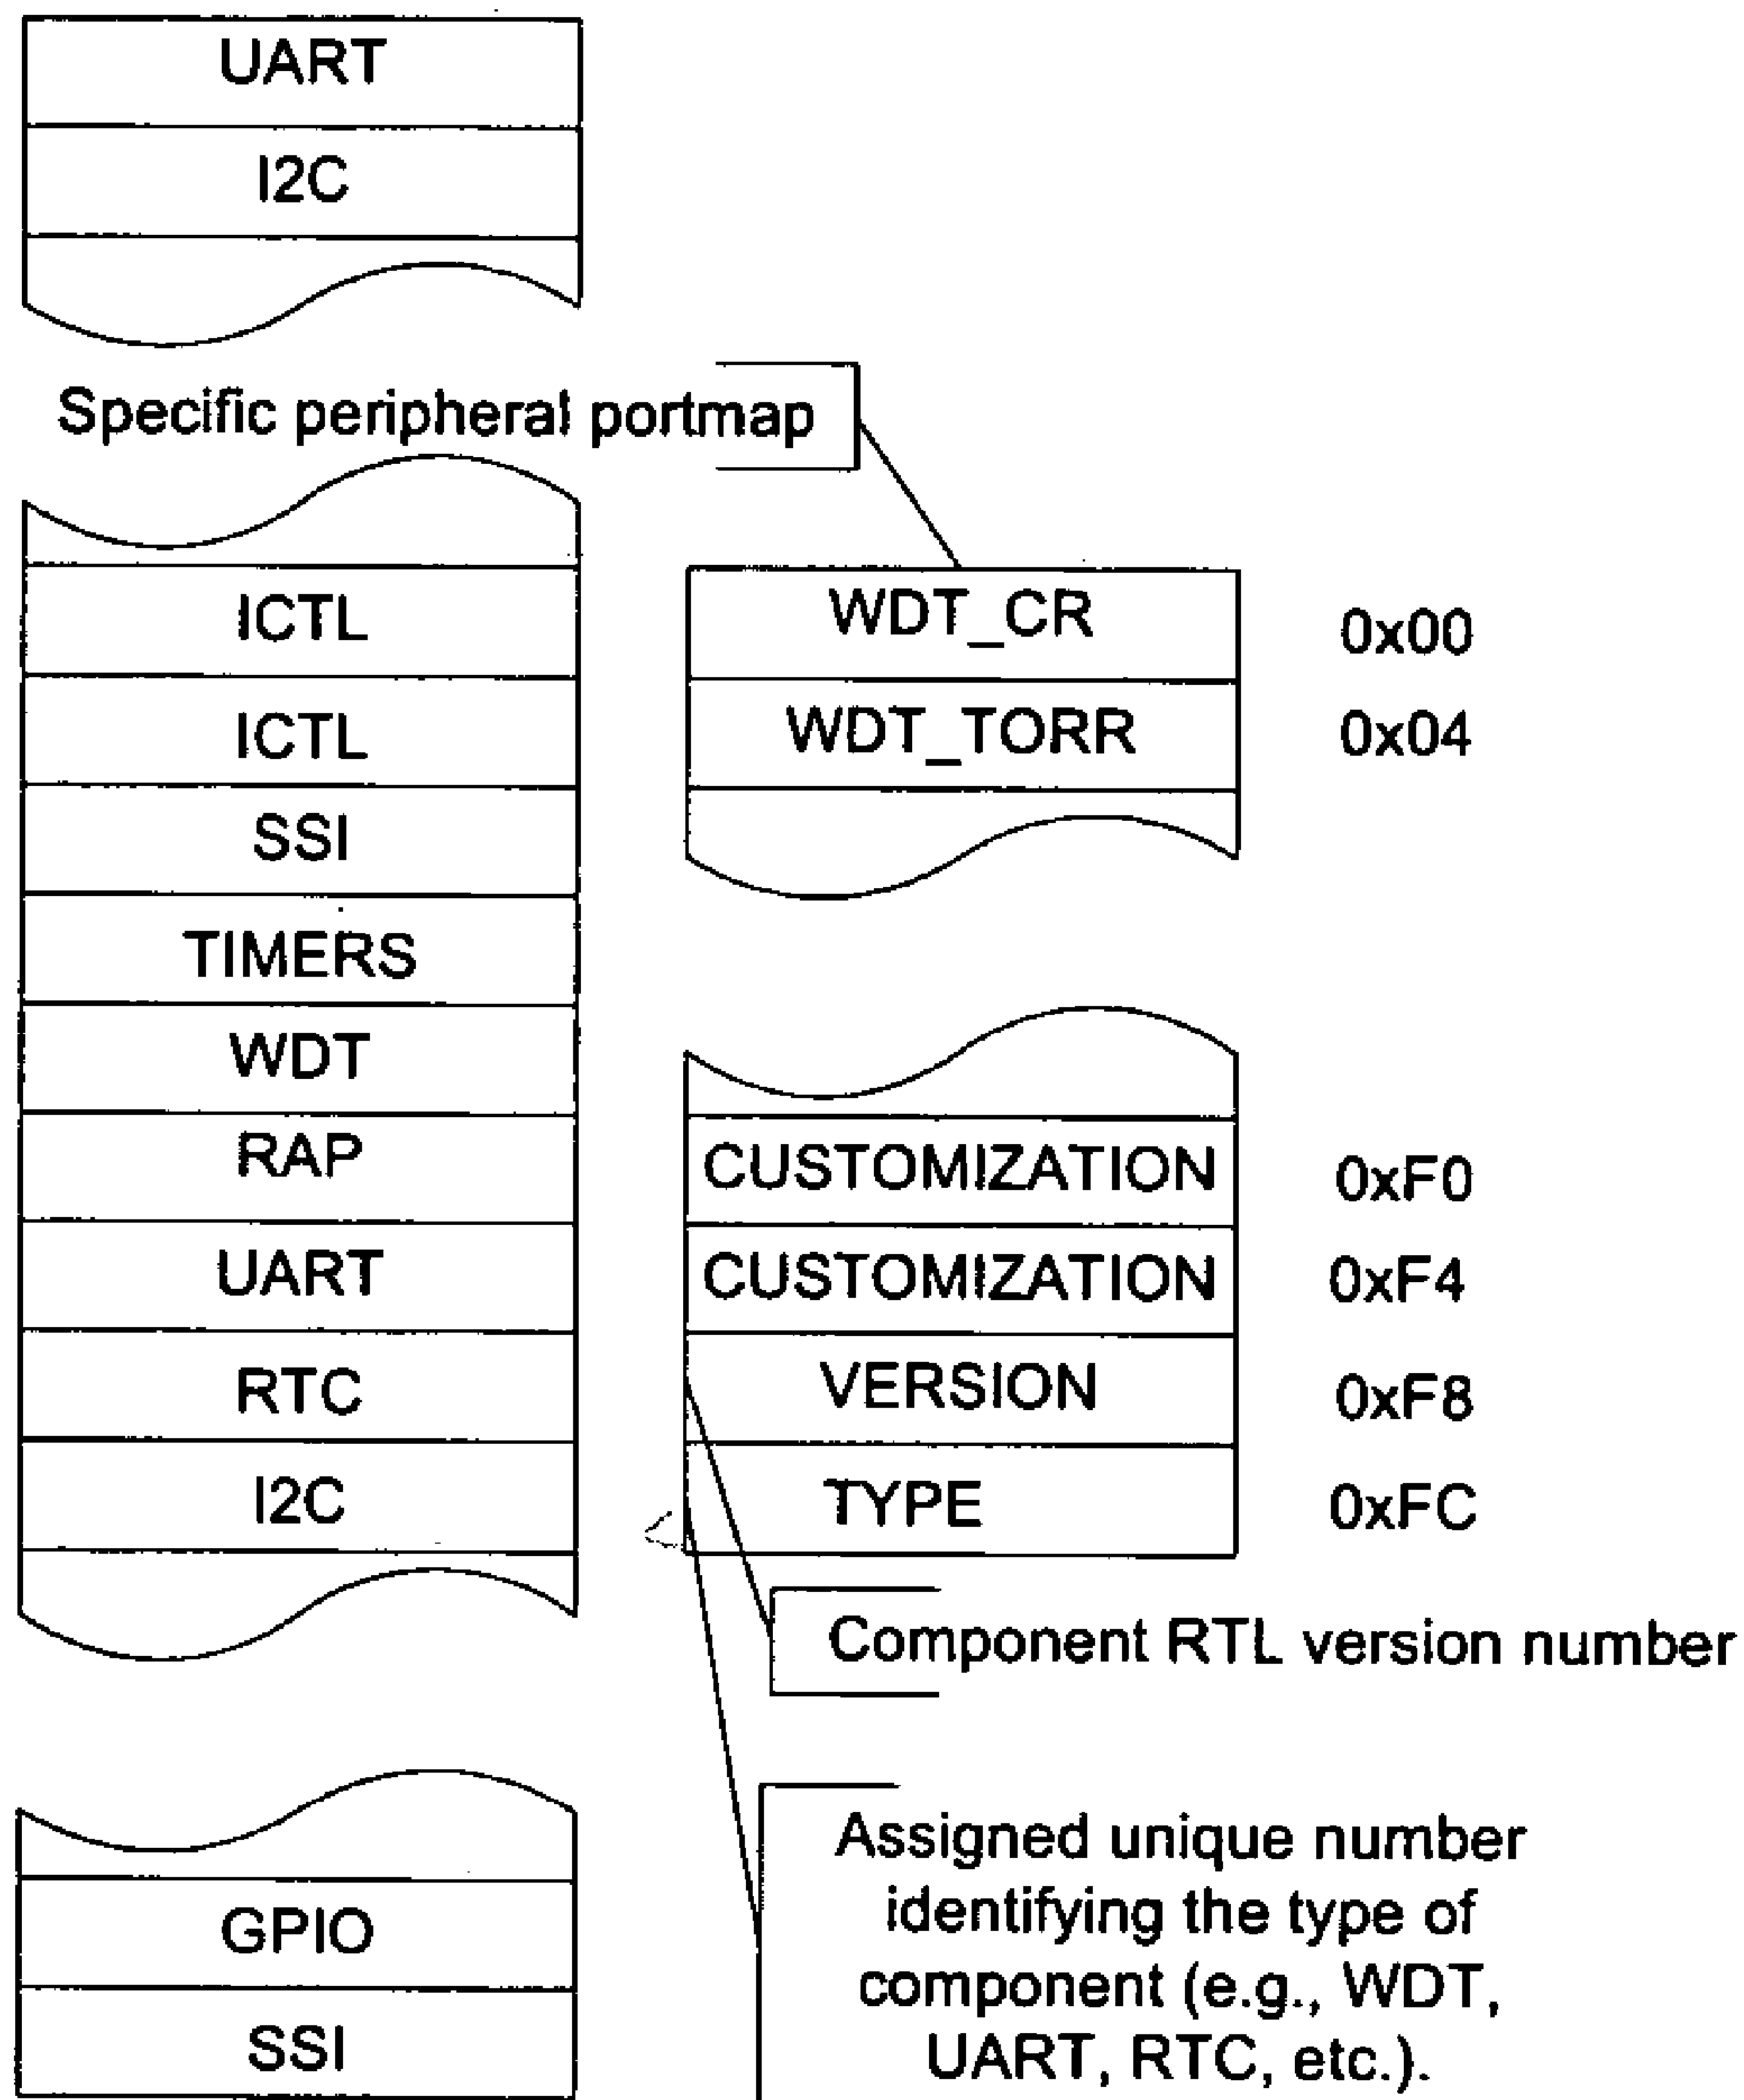 UART
I2C
Specific peripheral portmap
ICTL
WDT_CR 0x00
ICTL
WDT_TORR 0x04
SSI
TIMERS
WDT
RAP
CUSTOMIZATION 0xF0
UART
CUSTOMIZATION 0xF4
RTC
VERSION 0xF8
I2C
TYPE 0xFC
Component RTL version number
Assigned unique number
identifying the type of
component (e.g., WDT,
UART, RTC, etc.).
GPIO
SSI